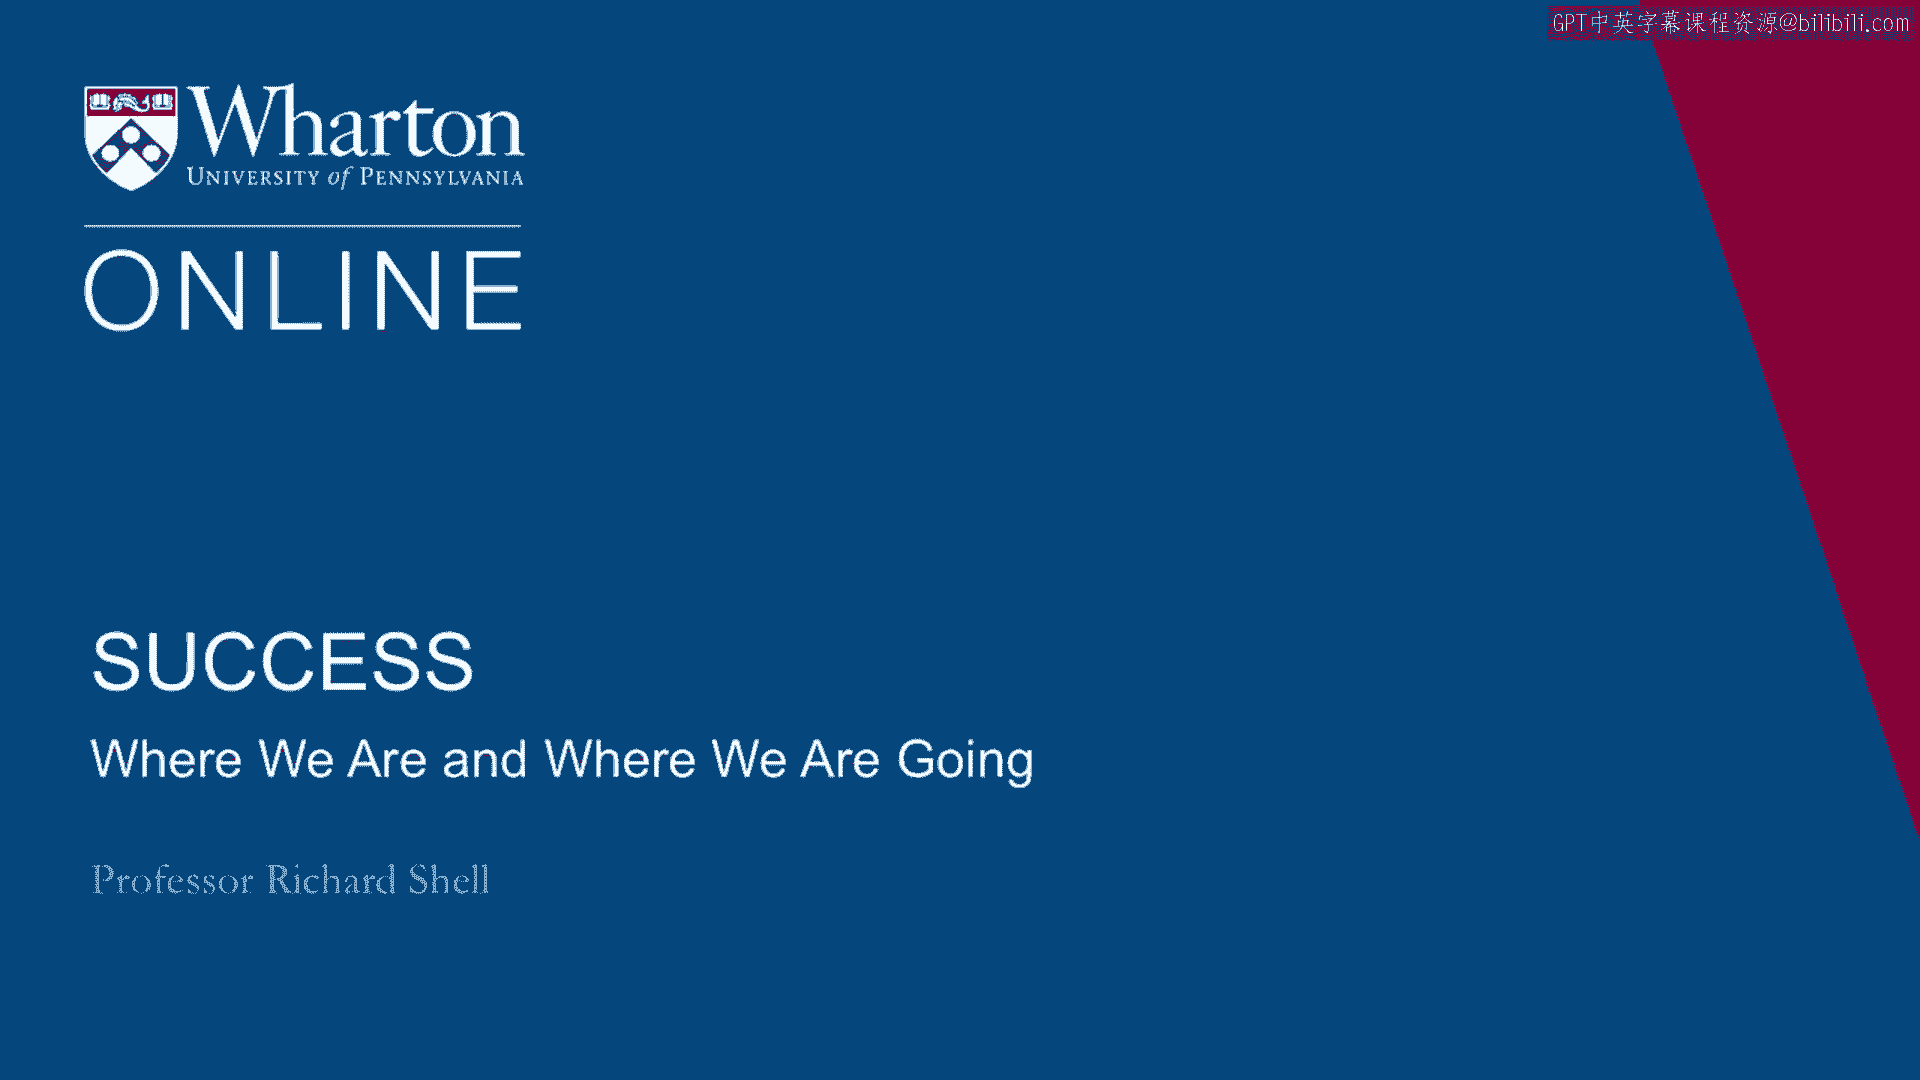 GPT中英字幕课程资源@bilibili.com
Wharton
UNIVERSITY of PENNSYLVANIA
ONLINE
SUCCESS
Where We Are and Where We Are Going
Professor Richard Shell